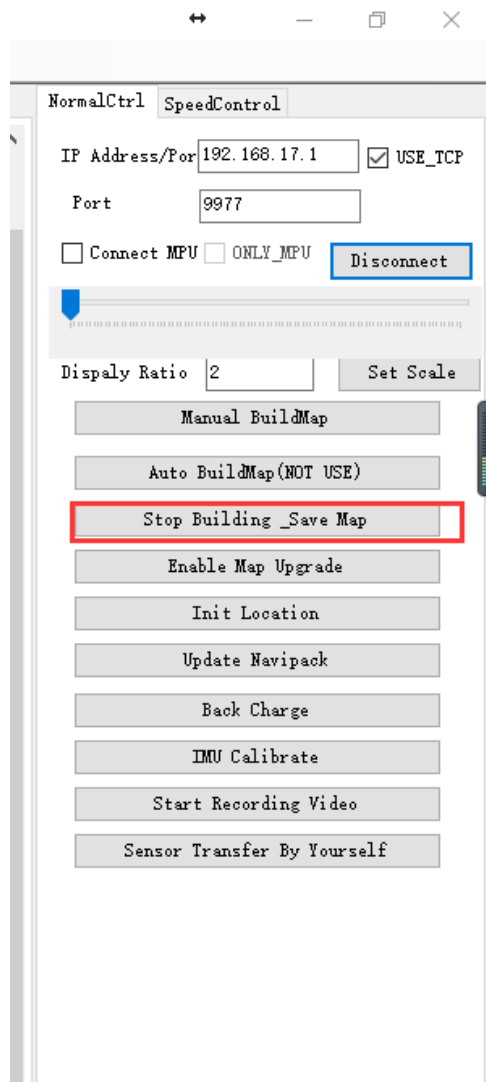 NormalCtrl SpeedControl
IP Address/Por 192.168.17.1 USE_TCP
Port 9977
Connect MPU ONLY_MPU Disconnect
Dispaly Ratio 2 Set Scale
Manual BuildMap
Auto BuildMap(NOT USE)
Stop Building _Save Map
Enable Map Upgrade
Init Location
Update Navipack
Back Charge
IMU Calibrate
Start Recording Video
Sensor Transfer By Yourself